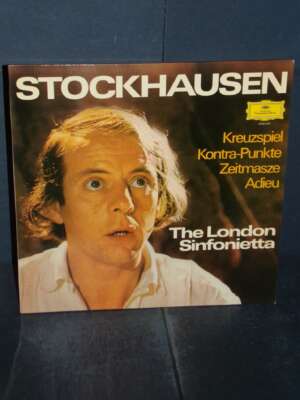 STOCKHAUSEN
Kreuzspiel
Kontra-Punkte
Zeitmasze
Adieu
The London
Sinfonietta